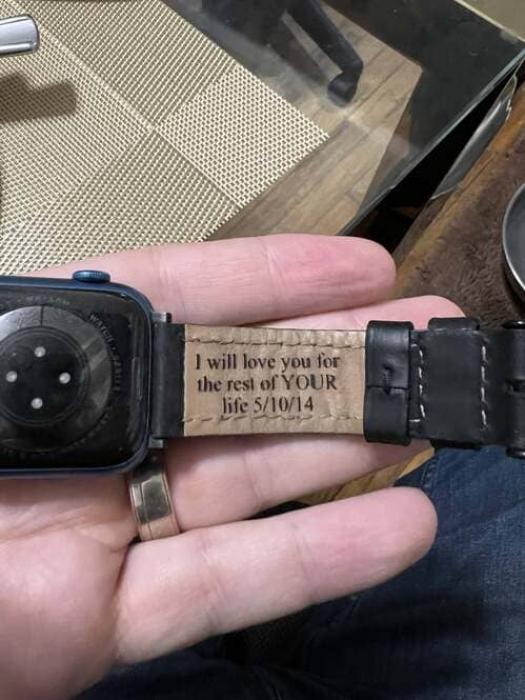 I will love you for
the rest of YOUR
life 5/10/14